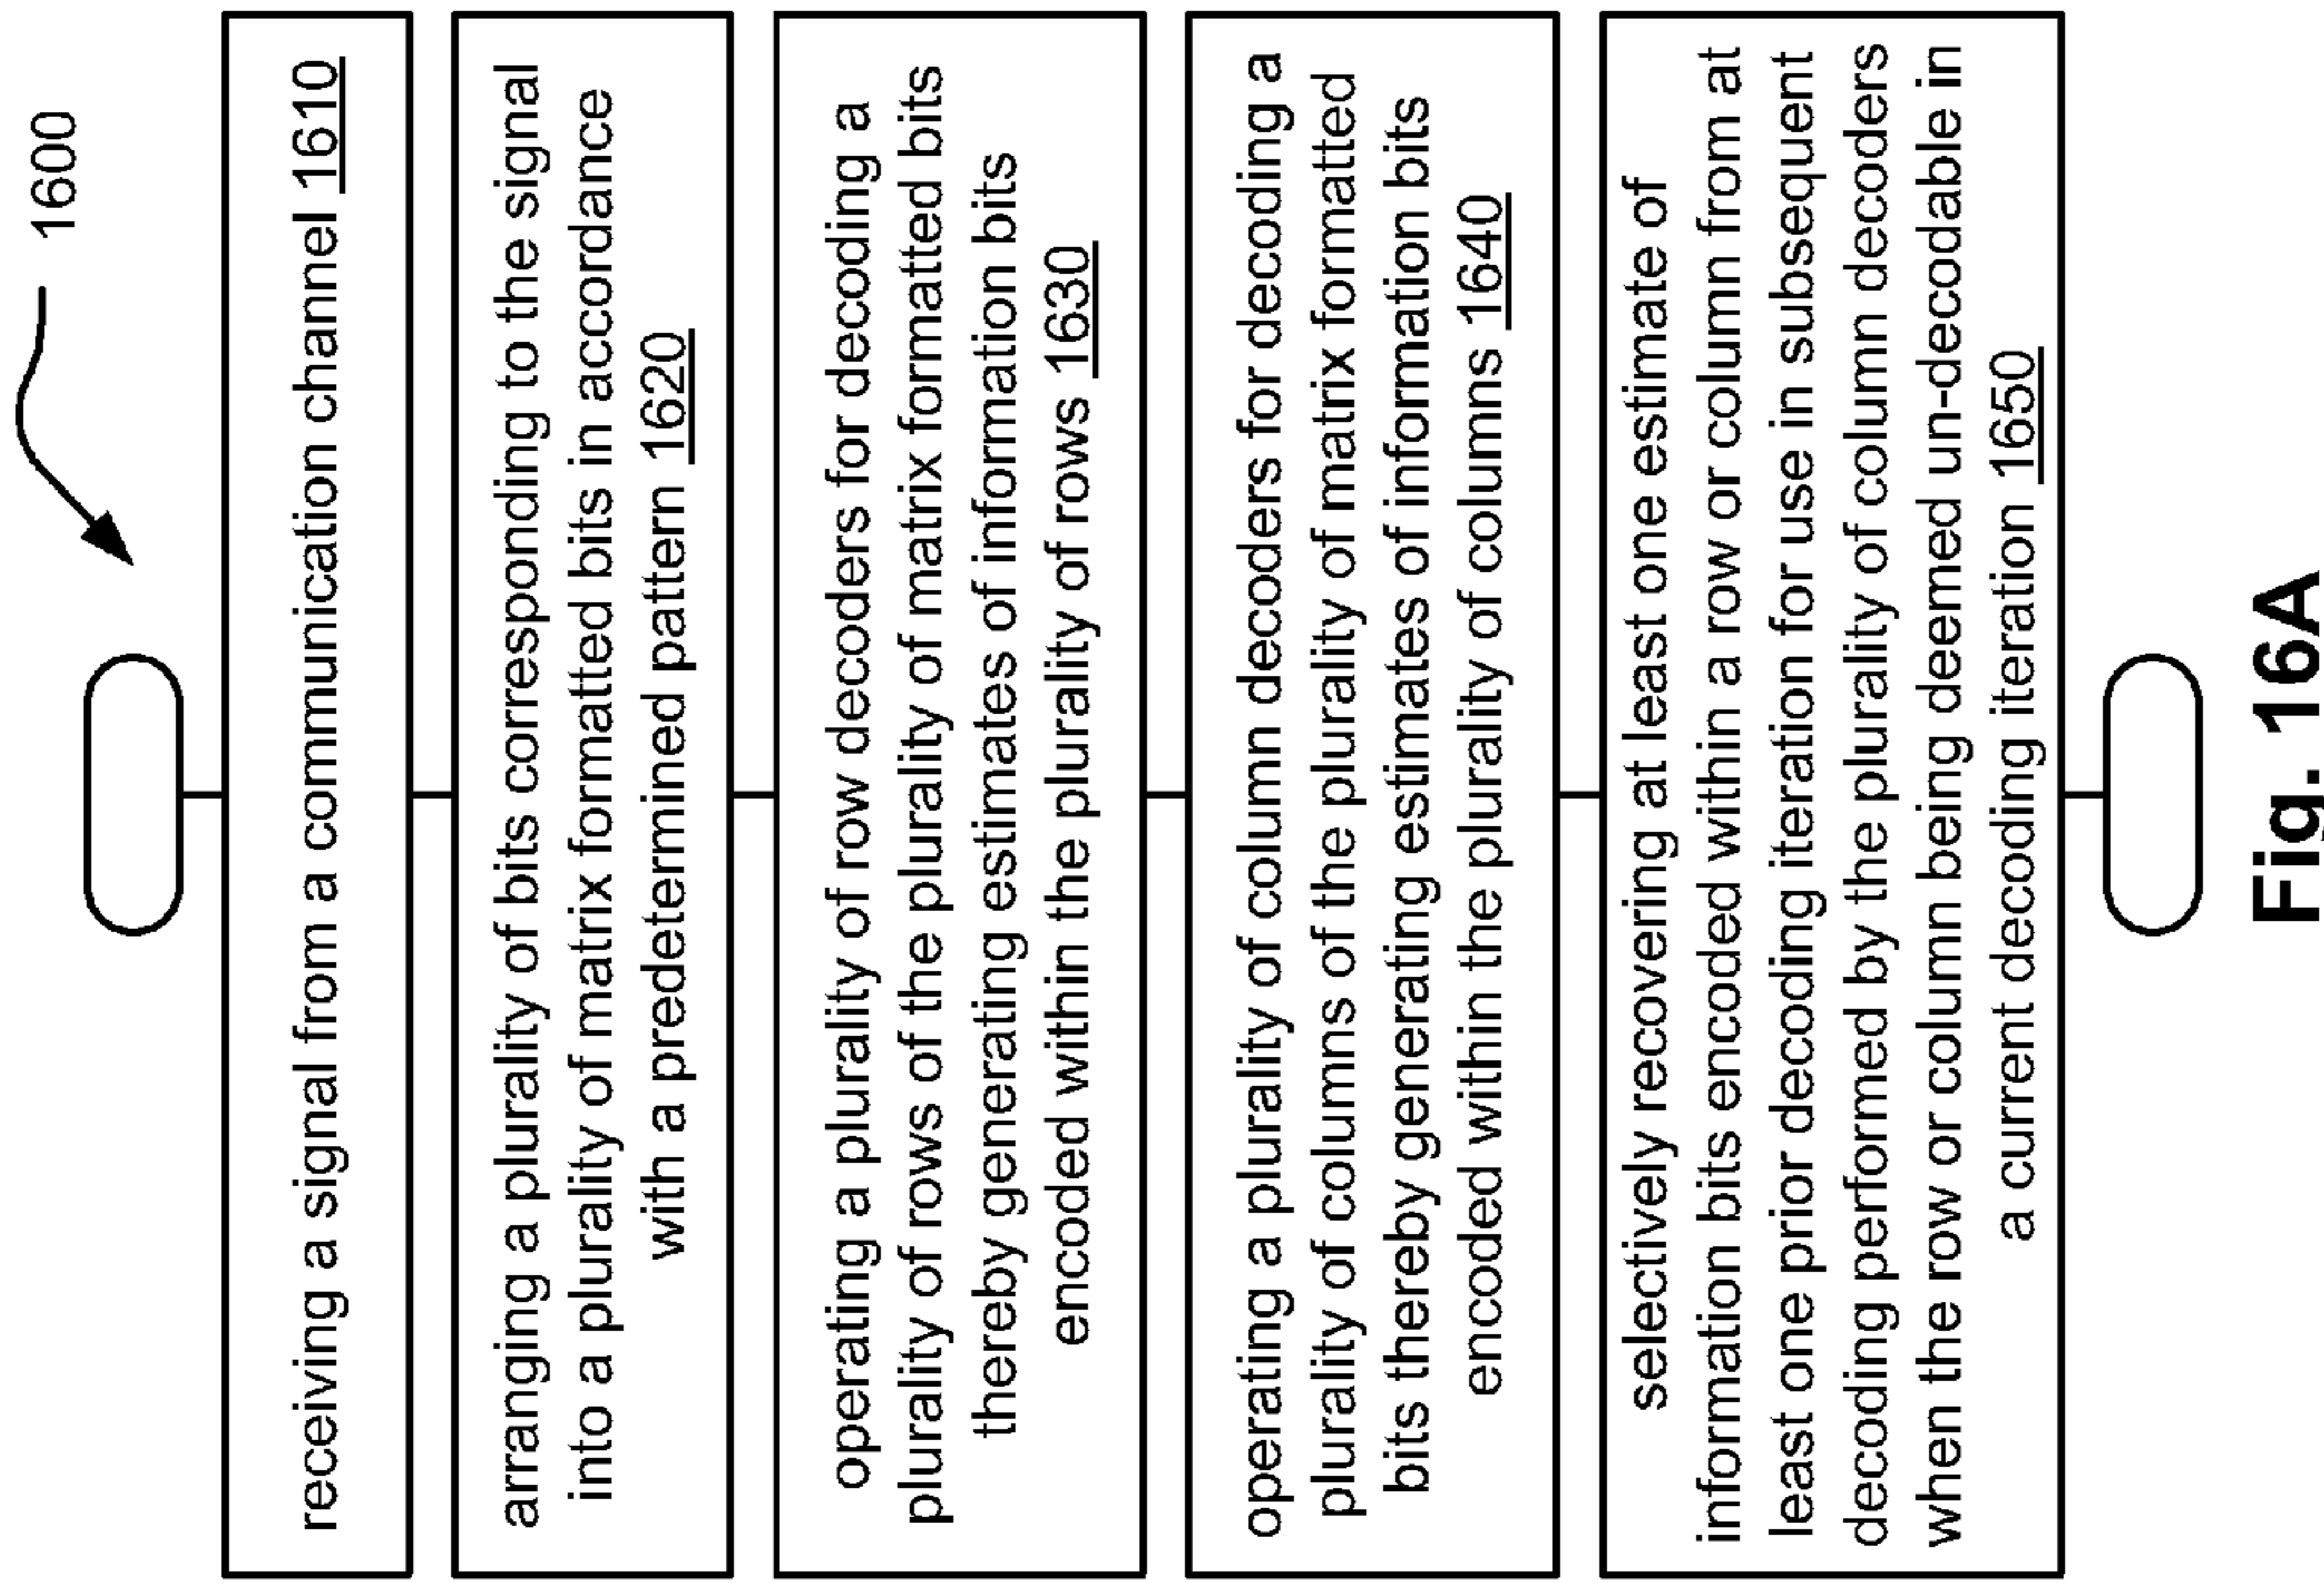 1600
receiving a signal from a communication channel 1610
arranging a plurality of bits corresponding to the signal
into a plurality of matrix formatted bits in accordance
with a predetermined pattern 1620
operating a plurality of row decoders for decoding a
plurality of rows of the plurality of matrix formatted bits
thereby generating estimates of information bits
encoded within the plurality of rows 1630
operating a plurality of column decoders for decoding a
plurality of columns of the plurality of matrix formatted
bits thereby generating estimates of information bits
encoded within the plurality of columns 1640
selectively recovering at least one estimate of
information bits encoded within a row or column from at
least one prior decoding iteration for use in subsequent
decoding performed by the plurality of column decoders
when the row or column being deemed un-decodable in
a current decoding iteration 1650
Fig. 16A